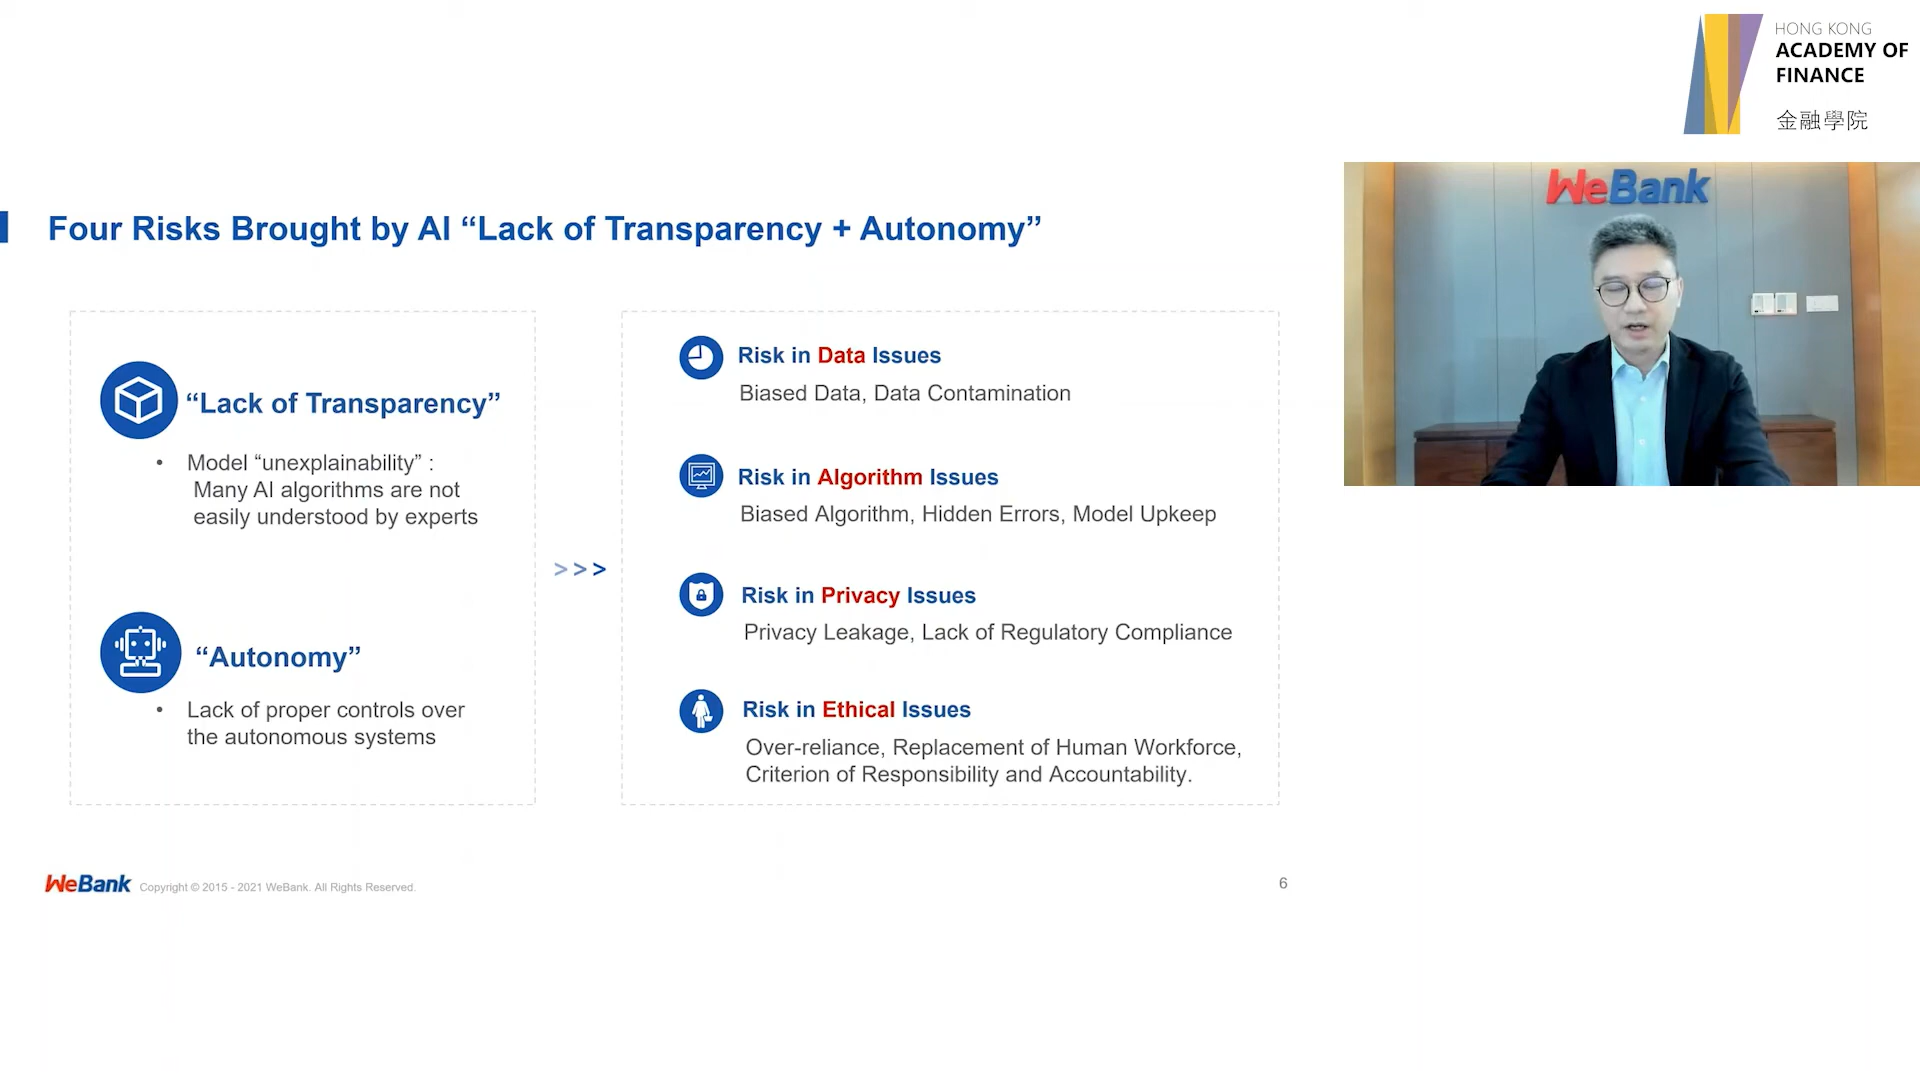 HONG KONG
ACADEMY OF
FINANCE
金融學院
WeBank
Four Risks Brought by AI “Lack of Transparency + Autonomy”
“Lack of Transparency”
• Model “unexplainability” :
Many AI algorithms are not
easily understood by experts
“Autonomy”
• Lack of proper controls over
the autonomous systems
> > >
Risk in Data Issues
Biased Data, Data Contamination
Risk in Algorithm Issues
Biased Algorithm, Hidden Errors, Model Upkeep
Risk in Privacy Issues
Privacy Leakage, Lack of Regulatory Compliance
Risk in Ethical Issues
Over-reliance, Replacement of Human Workforce,
Criterion of Responsibility and Accountability.
WeBank Copyright © 2015 - 2021 WeBank. All Rights Reserved.
6